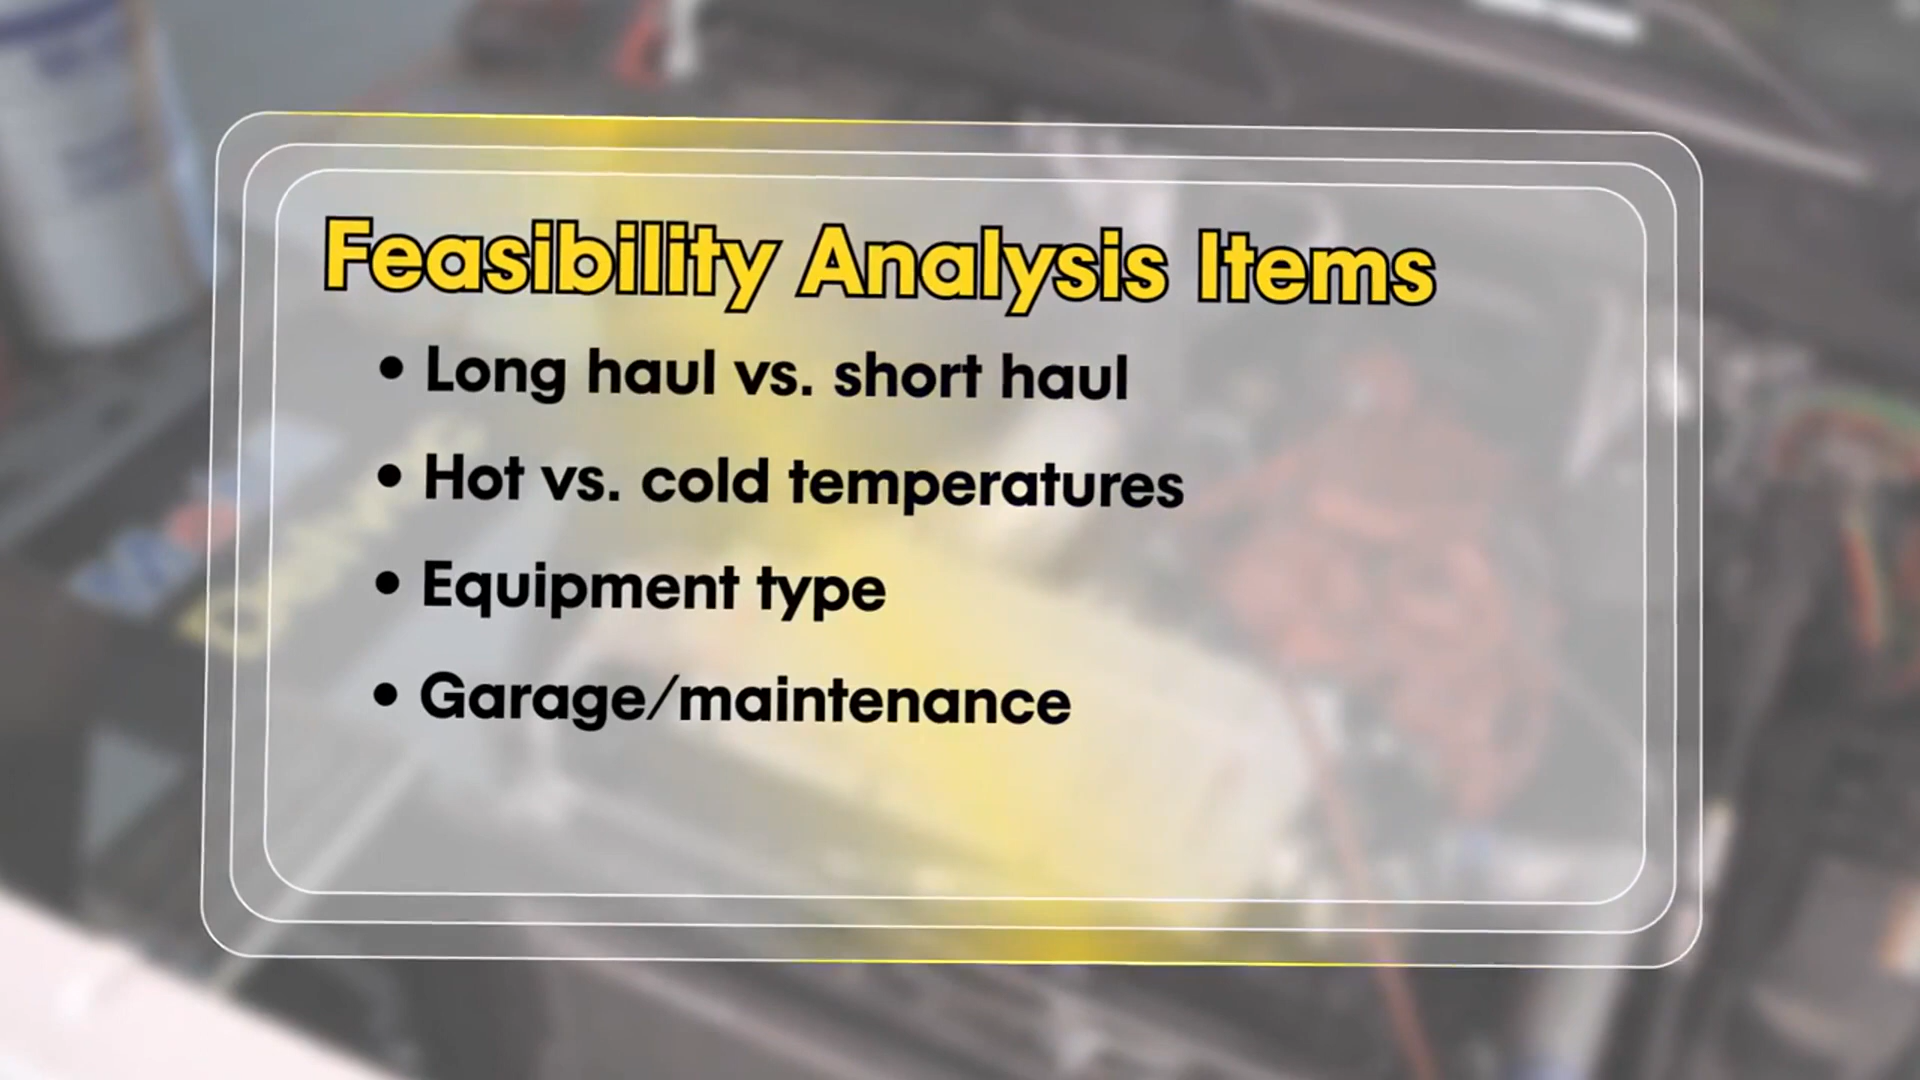 Feasibility Analysis Items
• Long haul vs. short haul
• Hot vs. cold temperatures
• Equipment type
• Garage/maintenance